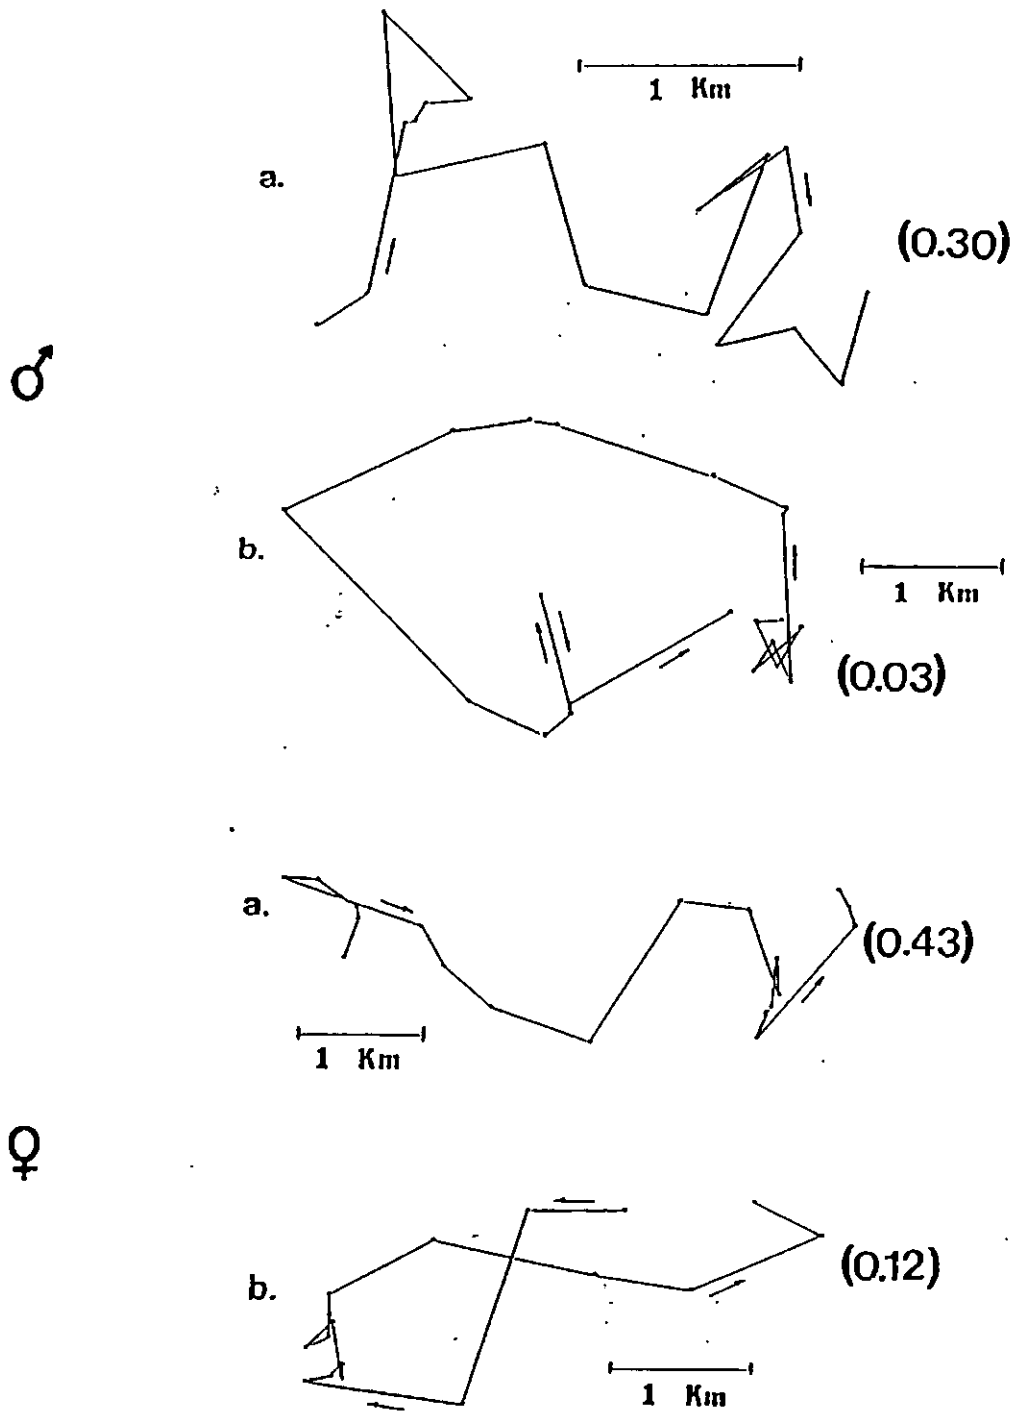 1 Km
a.
(0.30)
♂
b.
1 Km
(0.03)
a.
(0.43)
1 Km
♀
b.
(0.12)
1 Km